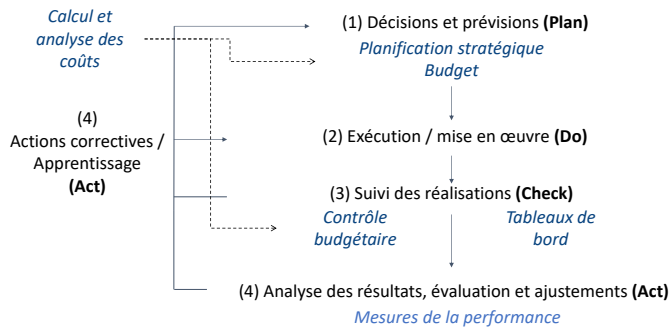 Calcul et
analyse des
coûts
(1) Décisions et prévisions (Plan)
Planification stratégique
Budget
(4)
Actions correctives /
Apprentissage
(Act)
(2) Exécution / mise en œuvre (Do)
(3) Suivi des réalisations (Check)
Contrôle
budgétaire
Tableaux de
bord
(4) Analyse des résultats, évaluation et ajustements (Act)
Mesures de la performance